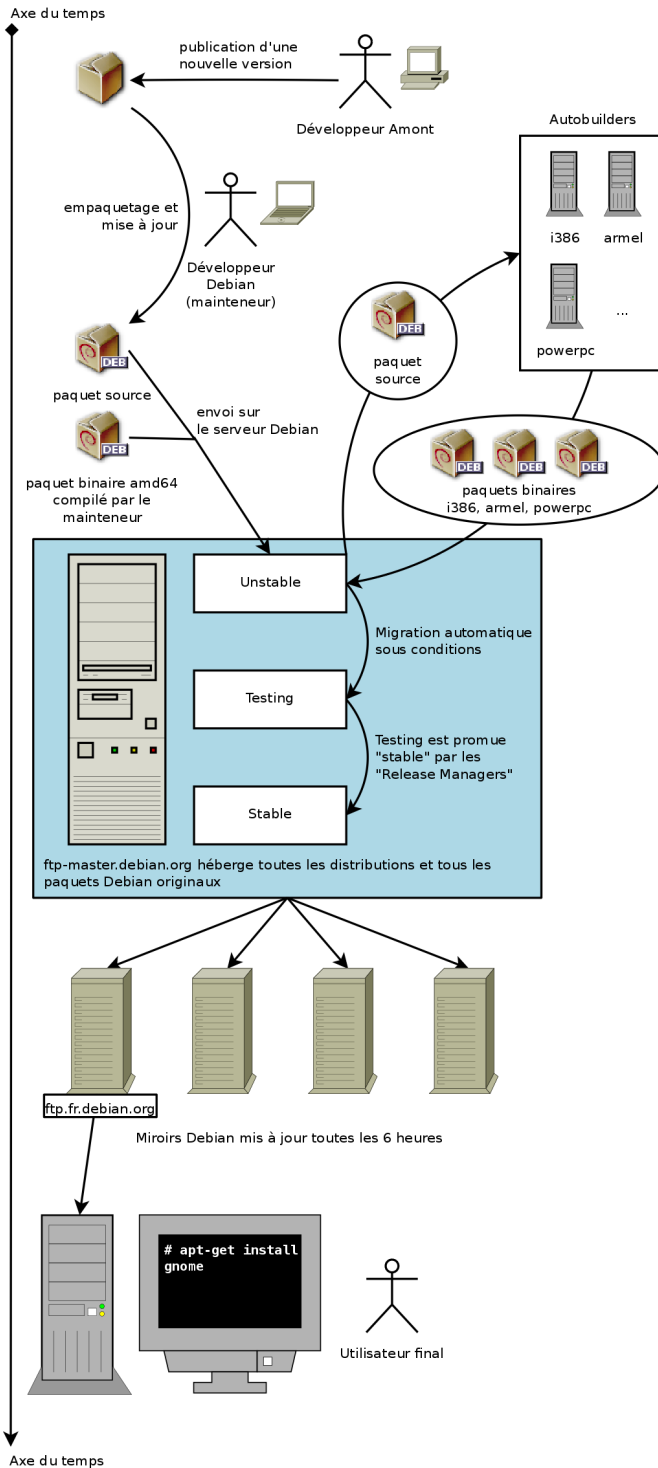 Axe du temps
publication d'une
nouvelle version
Développeur Amont
Autobuilders
i386
armel
powerpc
...
empaquetage et
mise à jour
Développeur
Debian
(mainteneur)
DEB
paquet source
DEB
paquet binaire amd64
compilé par le
mainteneur
envoi sur
le serveur Debian
DEB
paquet
source
DEB
DEB
DEB
paquets binaires
i386, armel, powerpc
Unstable
Migration automatique
sous conditions
Testing
Testing est promue
"stable" par les
"Release Managers"
Stable
ftp-master.debian.org héberge toutes les distributions et tous les
paquets Debian originaux
ftp.fr.debian.org
Miroirs Debian mis à jour toutes les 6 heures
# apt-get install
gnome
Utilisateur final
Axe du temps